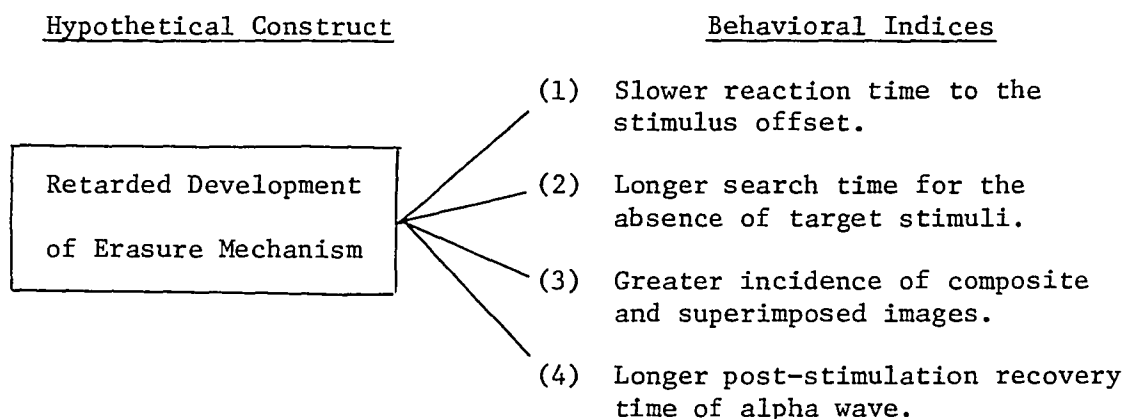 Hypothetical Construct
Behavioral Indices
Retarded Development
of Erasure Mechanism
(1) Slower reaction time to the
stimulus offset.
(2) Longer search time for the
absence of target stimuli.
(3) Greater incidence of composite
and superimposed images.
(4) Longer post-stimulation recovery
time of alpha wave.